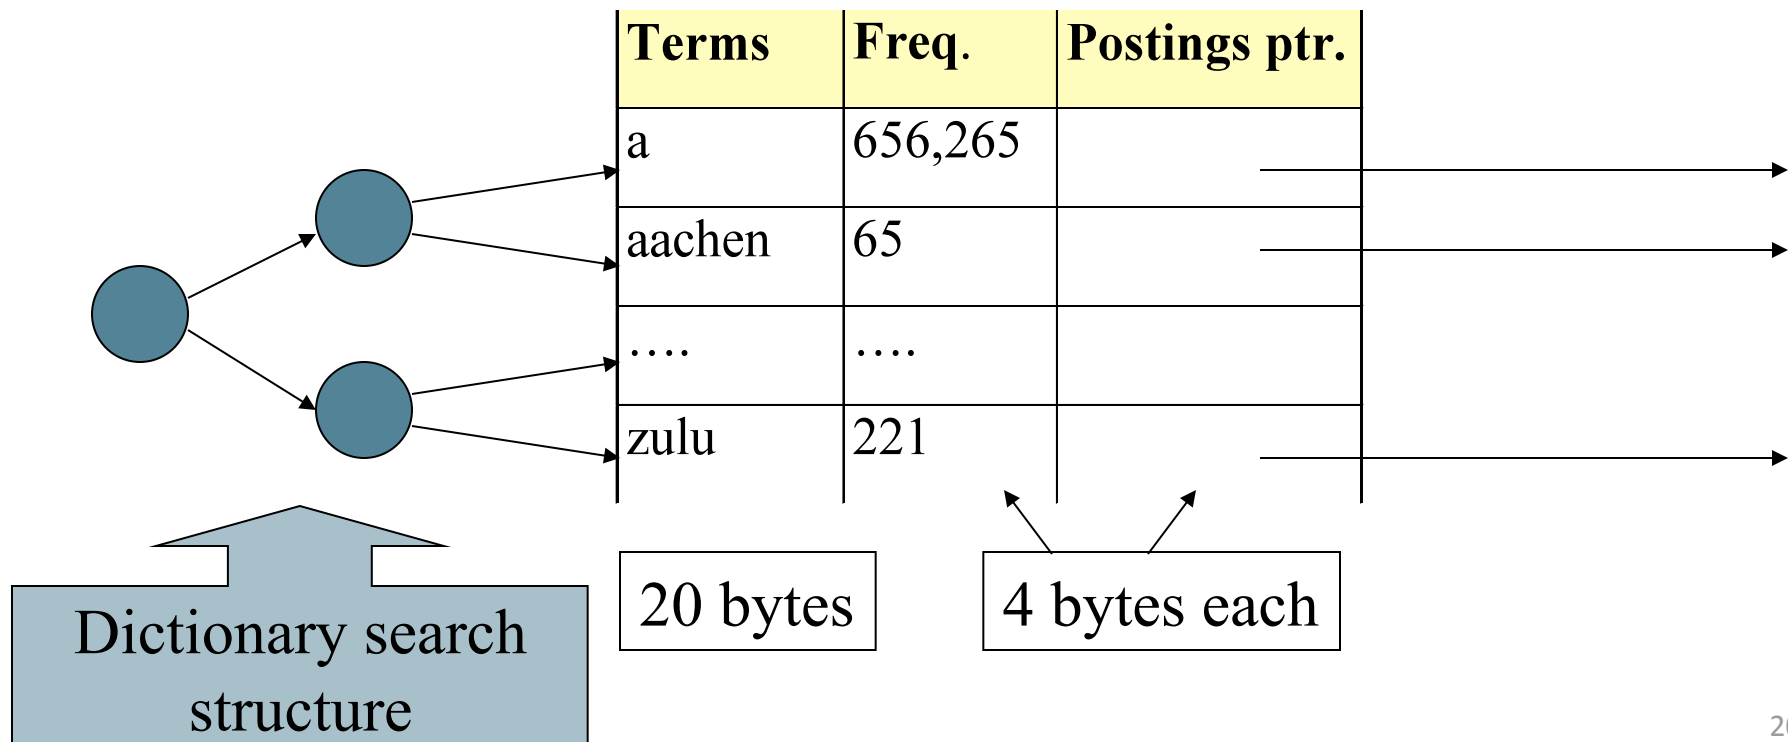 Terms Freq. Postings ptr.
a 656,265
aachen 65
…. ….
zulu 221
20 bytes 4 bytes each
Dictionary search
structure